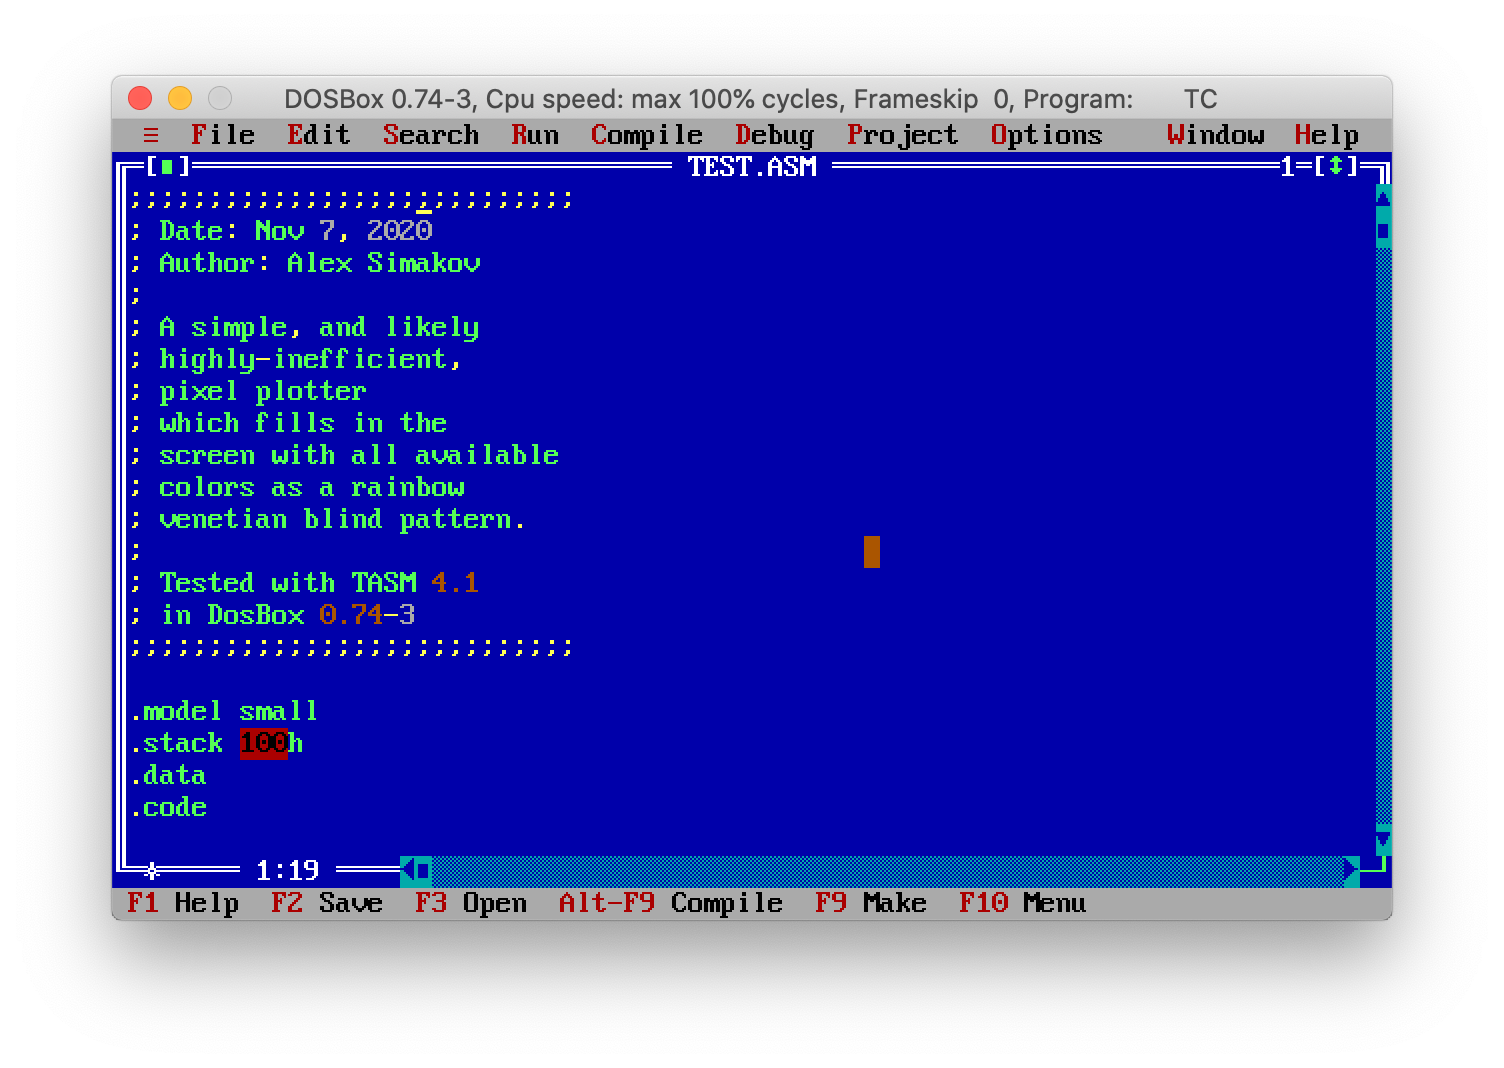 DOSBox 0.74-3, Cpu speed: max 100% cycles, Frameskip  0, Program:     TC
≡ File Edit Search Run Compile Debug Project Options Window Help
[■] TEST.ASM 1=[↕]
;;;;;;;;;;;;;;;;;;;;;;;;;;;;
; Date: Nov 7, 2020
; Author: Alex Simakov
;
; A simple, and likely
; highly-inefficient,
; pixel plotter
; which fills in the
; screen with all available
; colors as a rainbow
; venetian blind pattern.
;
; Tested with TASM 4.1
; in DosBox 0.74-3
;;;;;;;;;;;;;;;;;;;;;;;;;;;;
.model small
.stack 100h
.data
.code
1:19
F1 Help F2 Save F3 Open Alt-F9 Compile F9 Make F10 Menu